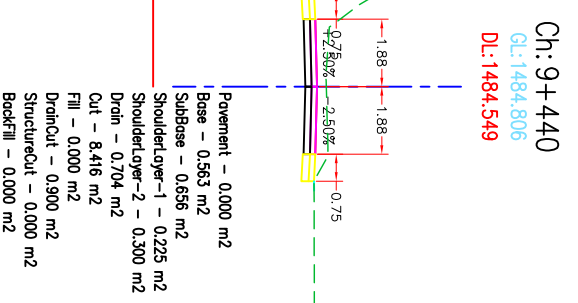 Ch: 9+440
GL:1484.806
DL:1484.549
1.88
1.88
0.75
-2.50%
0.75
Pavement - 0.000 m2
Base - 0.563 m2
SubBase - 0.656 m2
ShoulderLayer-1 - 0.225 m2
ShoulderLayer-2 - 0.300 m2
Drain - 0.704 m2
Cut - 8.416 m2
Fill - 0.000 m2
DrainCut - 0.900 m2
StructureCut - 0.000 m2
BackFill - 0.000 m2